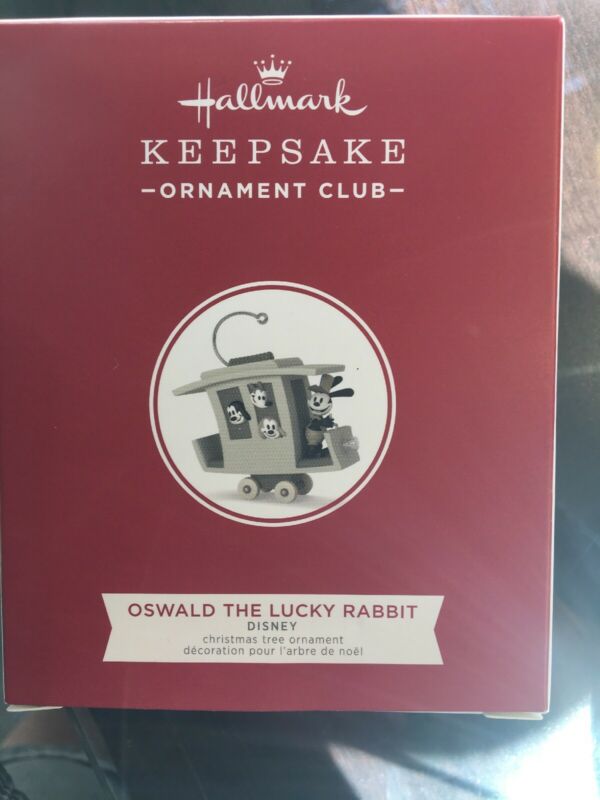 Hallmark
KEEPSAKE
–ORNAMENT CLUB–
OSWALD THE LUCKY RABBIT
DISNEY
christmas tree ornament
décoration pour l'arbre de noël